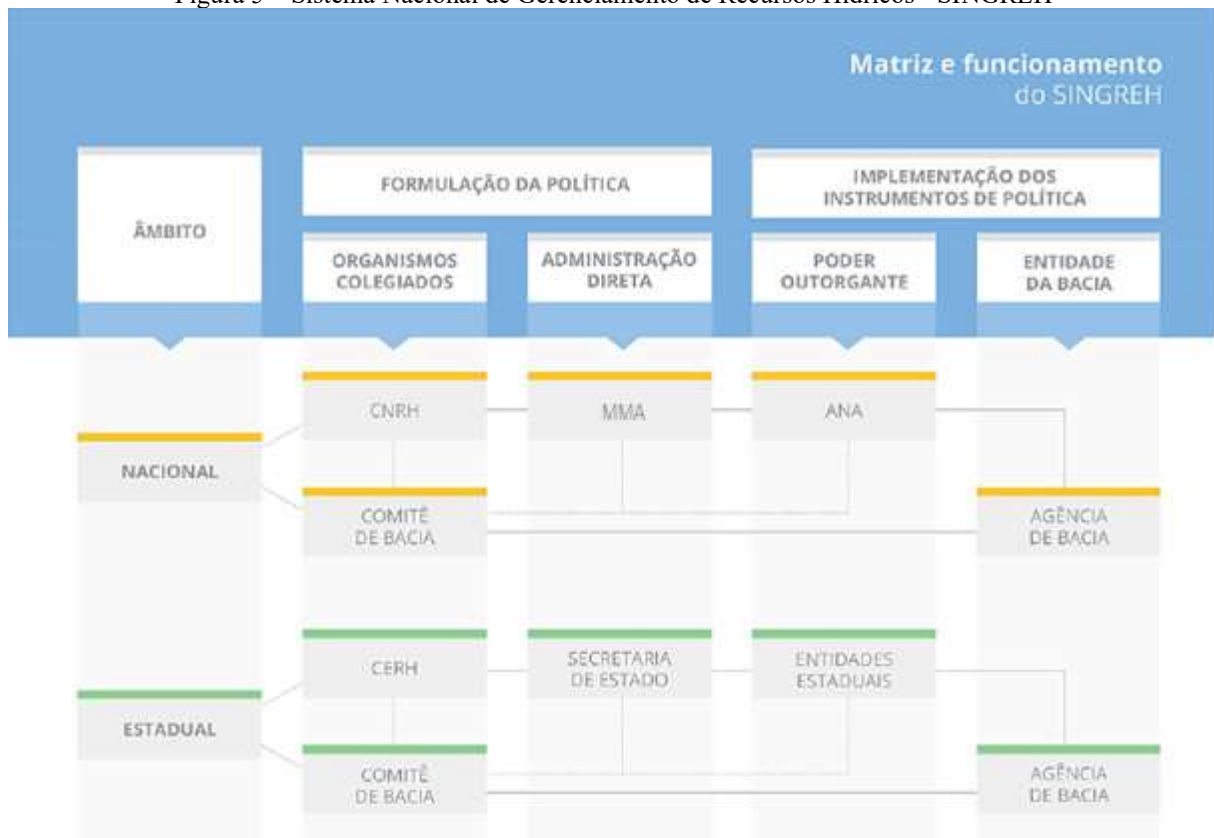 Figura 5 – Sistema Nacional de Gerenciamento de Recursos Hídricos - SINGREH
Matriz e funcionamento
do SINGREH
ÂMBITO
FORMULAÇÃO DA POLÍTICA
IMPLEMENTAÇÃO DOS
INSTRUMENTOS DE POLÍTICA
ORGANISMOS
COLEGIADOS
ADMINISTRAÇÃO
DIRETA
PODER
OUTORGANTE
ENTIDADE
DA BACIA
NACIONAL
CNRH
MMA
ANA
COMITÊ
DE BACIA
AGÊNCIA
DE BACIA
ESTADUAL
CERH
SECRETARIA
DE ESTADO
ENTIDADES
ESTADUAIS
COMITÊ
DE BACIA
AGÊNCIA
DE BACIA